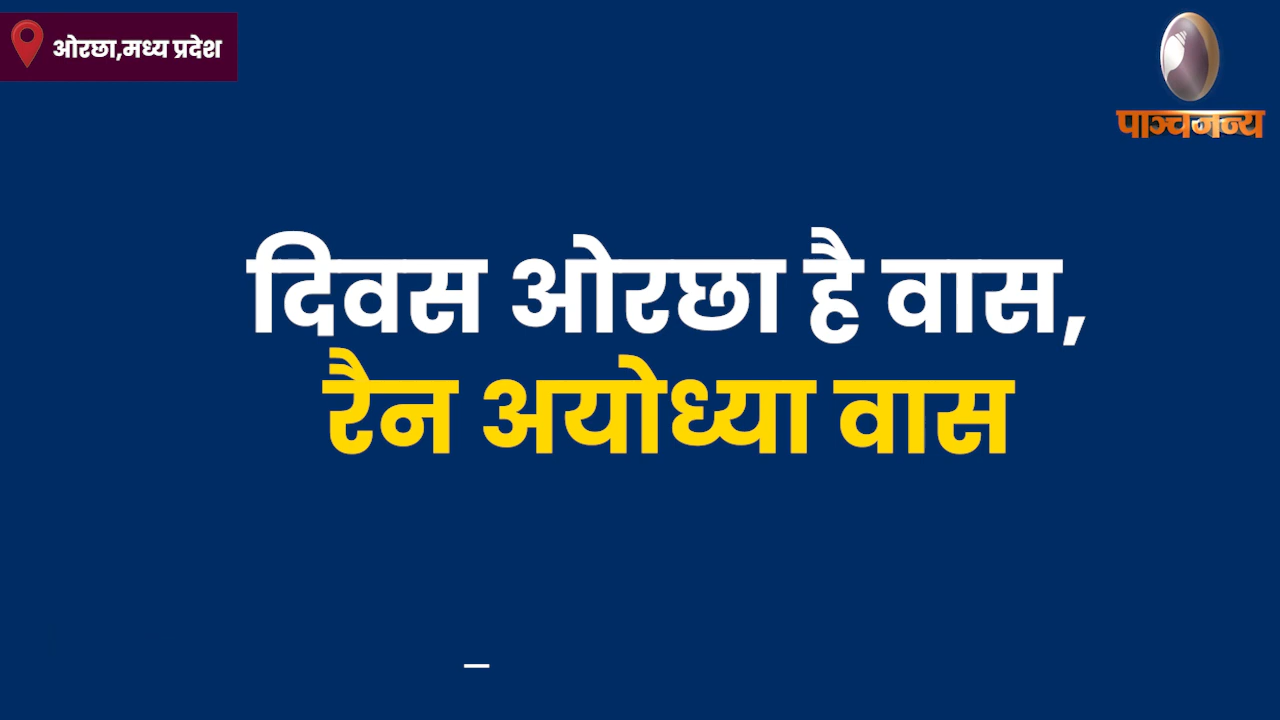 ओरछा,मध्य प्रदेश
पाञ्चजन्य
दिवस ओरछा है वास,
रैन अयोध्या वास